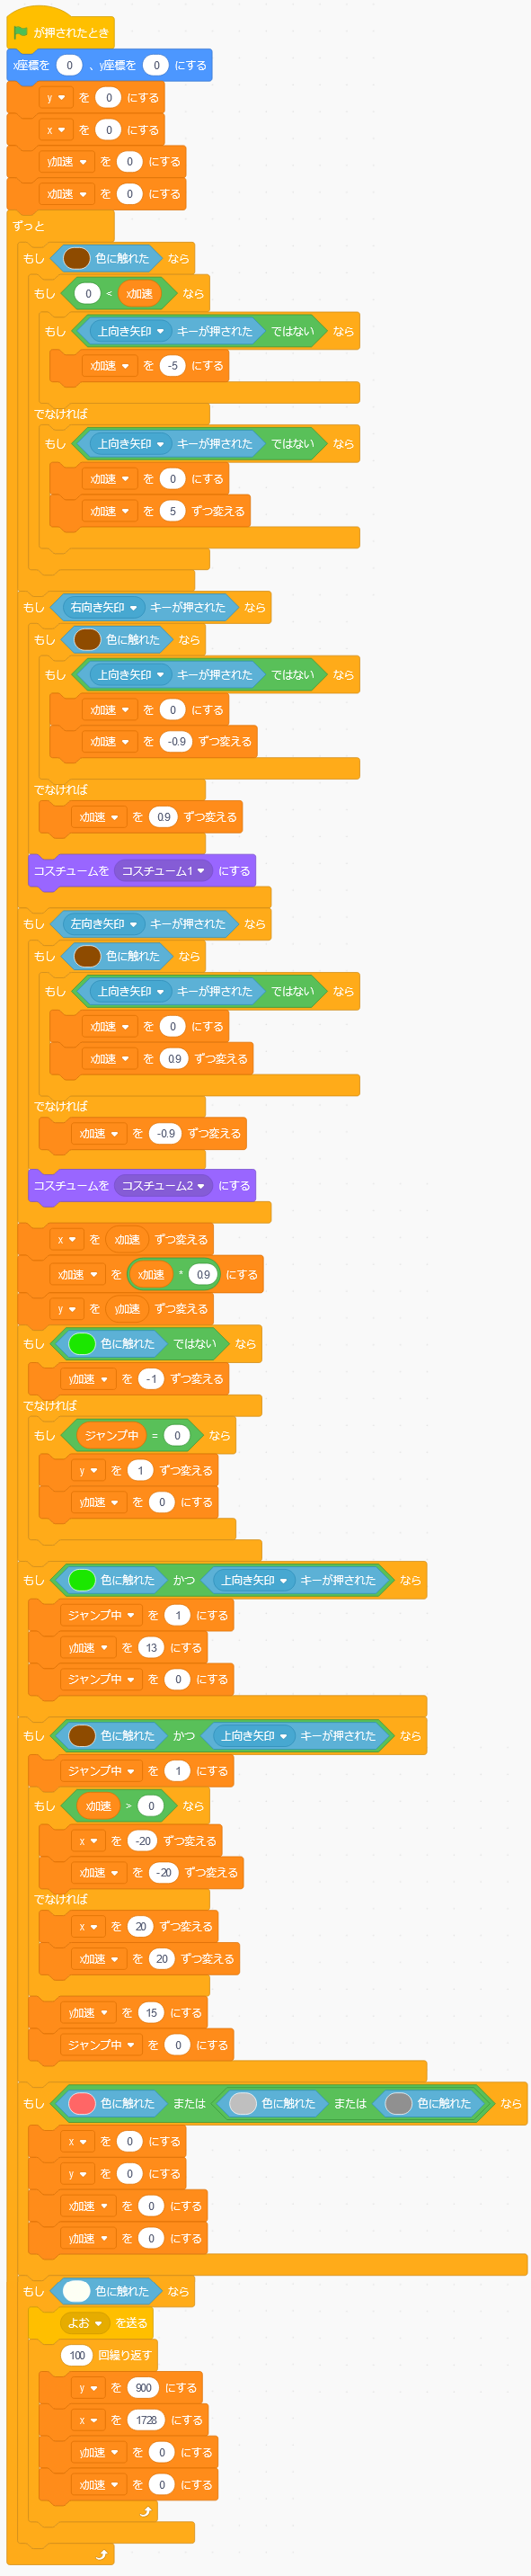 が押されたとき
x座標を 0 、y座標を 0 にする
y を 0 にする
x を 0 にする
y加速 を 0 にする
x加速 を 0 にする
ずっと
もし 色に触れた なら
もし 0 < x加速 なら
もし 上向き矢印 キーが押された ではない なら
x加速 を -5 にする
でなければ
もし 上向き矢印 キーが押された ではない なら
x加速 を 0 にする
x加速 を 5 ずつ変える
もし 右向き矢印 キーが押された なら
もし 色に触れた なら
もし 上向き矢印 キーが押された ではない なら
x加速 を 0 にする
x加速 を -0.9 ずつ変える
でなければ
x加速 を 0.9 ずつ変える
コスチュームを コスチューム1 にする
もし 左向き矢印 キーが押された なら
もし 色に触れた なら
もし 上向き矢印 キーが押された ではない なら
x加速 を 0 にする
x加速 を 0.9 ずつ変える
でなければ
x加速 を -0.9 ずつ変える
コスチュームを コスチューム2 にする
x を x加速 ずつ変える
x加速 を x加速 * 0.9 にする
y を y加速 ずつ変える
もし 色に触れた ではない なら
y加速 を -1 ずつ変える
でなければ
もし ジャンプ中 = 0 なら
y を 1 ずつ変える
y加速 を 0 にする
もし 色に触れた かつ 上向き矢印 キーが押された なら
ジャンプ中 を 1 にする
y加速 を 13 にする
ジャンプ中 を 0 にする
もし 色に触れた かつ 上向き矢印 キーが押された なら
ジャンプ中 を 1 にする
もし x加速 > 0 なら
x を -20 ずつ変える
x加速 を -20 ずつ変える
でなければ
x を 20 ずつ変える
x加速 を 20 ずつ変える
y加速 を 15 にする
ジャンプ中 を 0 にする
もし 色に触れた または 色に触れた または 色に触れた なら
x を 0 にする
y を 0 にする
x加速 を 0 にする
y加速 を 0 にする
もし 色に触れた なら
よお を送る
100 回繰り返す
y を 900 にする
x を 1728 にする
y加速 を 0 にする
x加速 を 0 にする